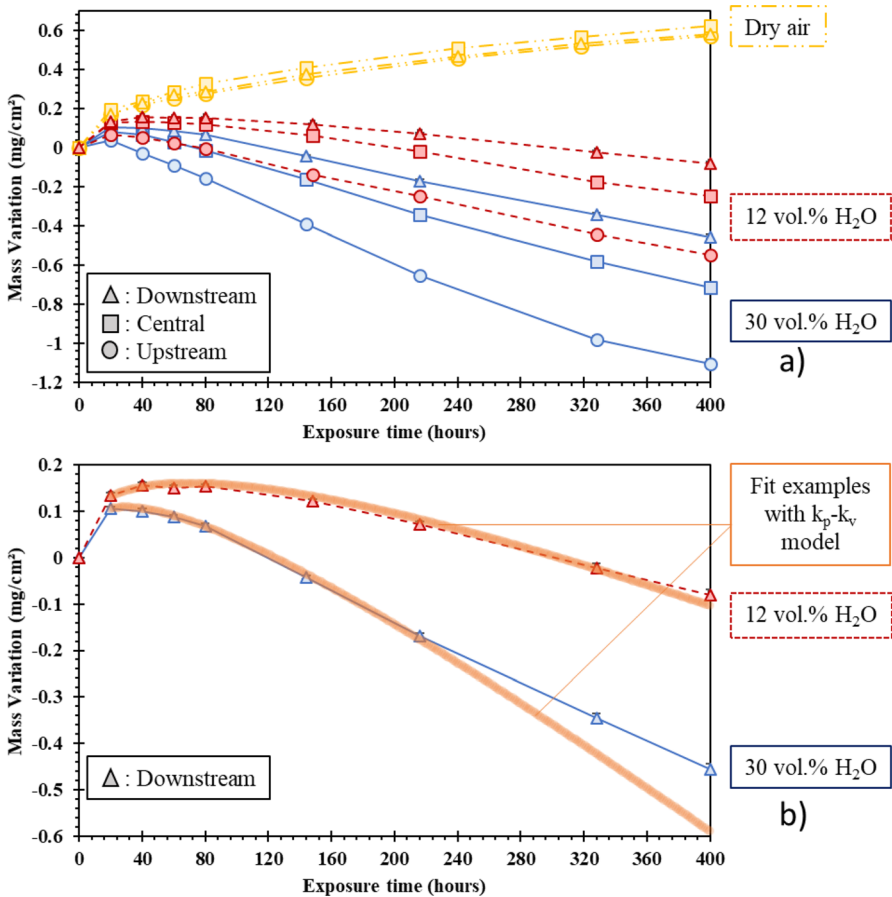 0.6
0.4
0.2
0
-0.2
-0.4
-0.6
-0.8
-1
-1.2
Mass Variation (mg/cm²)
0 40 80 120 160 200 240 280 320 360 400
Exposure time (hours)
: Downstream
: Central
: Upstream
Dry air
12 vol.% H₂O
30 vol.% H₂O
a)
0.2
0.1
0
-0.1
-0.2
-0.3
-0.4
-0.5
-0.6
Mass Variation (mg/cm²)
0 40 80 120 160 200 240 280 320 360 400
Exposure time (hours)
: Downstream
Fit examples
with kₚ-kᵥ
model
12 vol.% H₂O
30 vol.% H₂O
b)